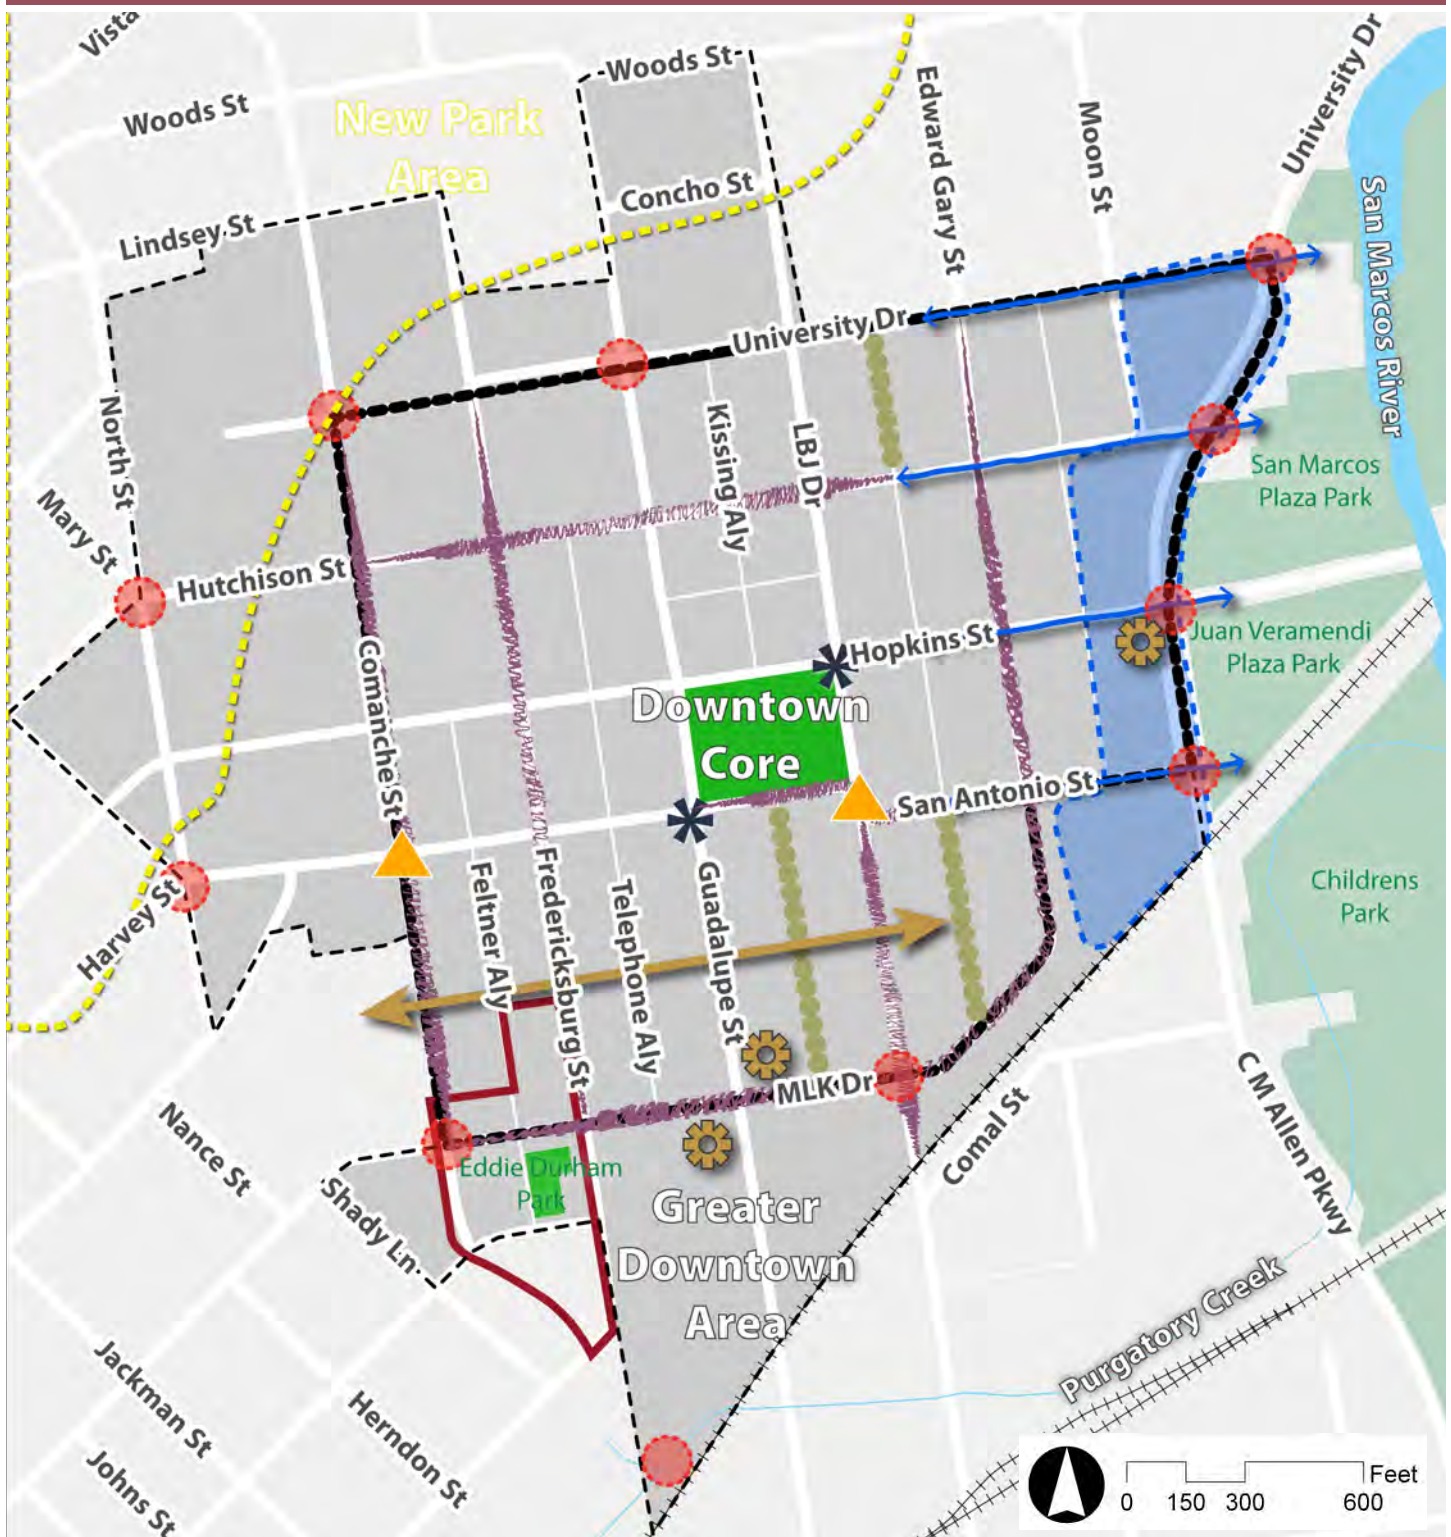 Vista
Woods St
Woods St
New Park
Area
Edward Gary St
Moon St
University Dr
Concho St
Lindsey St
San Marcos River
University Dr
North St
Kissing Aly
LBJ Dr
San Marcos
Plaza Park
Mary St
Hutchison St
Comanche St
Hopkins St
Juan Veramendi
Plaza Park
Downtown
Core
San Antonio St
Harvey St
Feltner Aly
Fredericksburg St
Telephone Aly
Guadalupe St
Childrens
Park
MLK Dr
Comal St
C M Allen Pkwy
Nance St
Shady Ln
Eddie Durham
Park
Greater
Downtown
Area
Purgatory Creek
Jackman St
Herndon St
Johns St
Feet
0 150 300 600